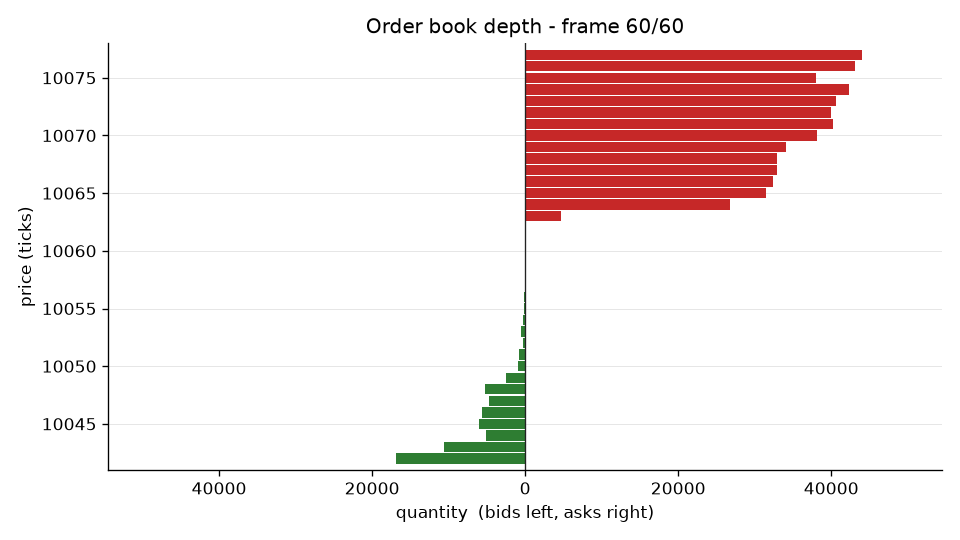 Order book depth - frame 60/60
price (ticks)
10075
10070
10065
10060
10055
10050
10045
40000 20000 0 20000 40000
quantity  (bids left, asks right)